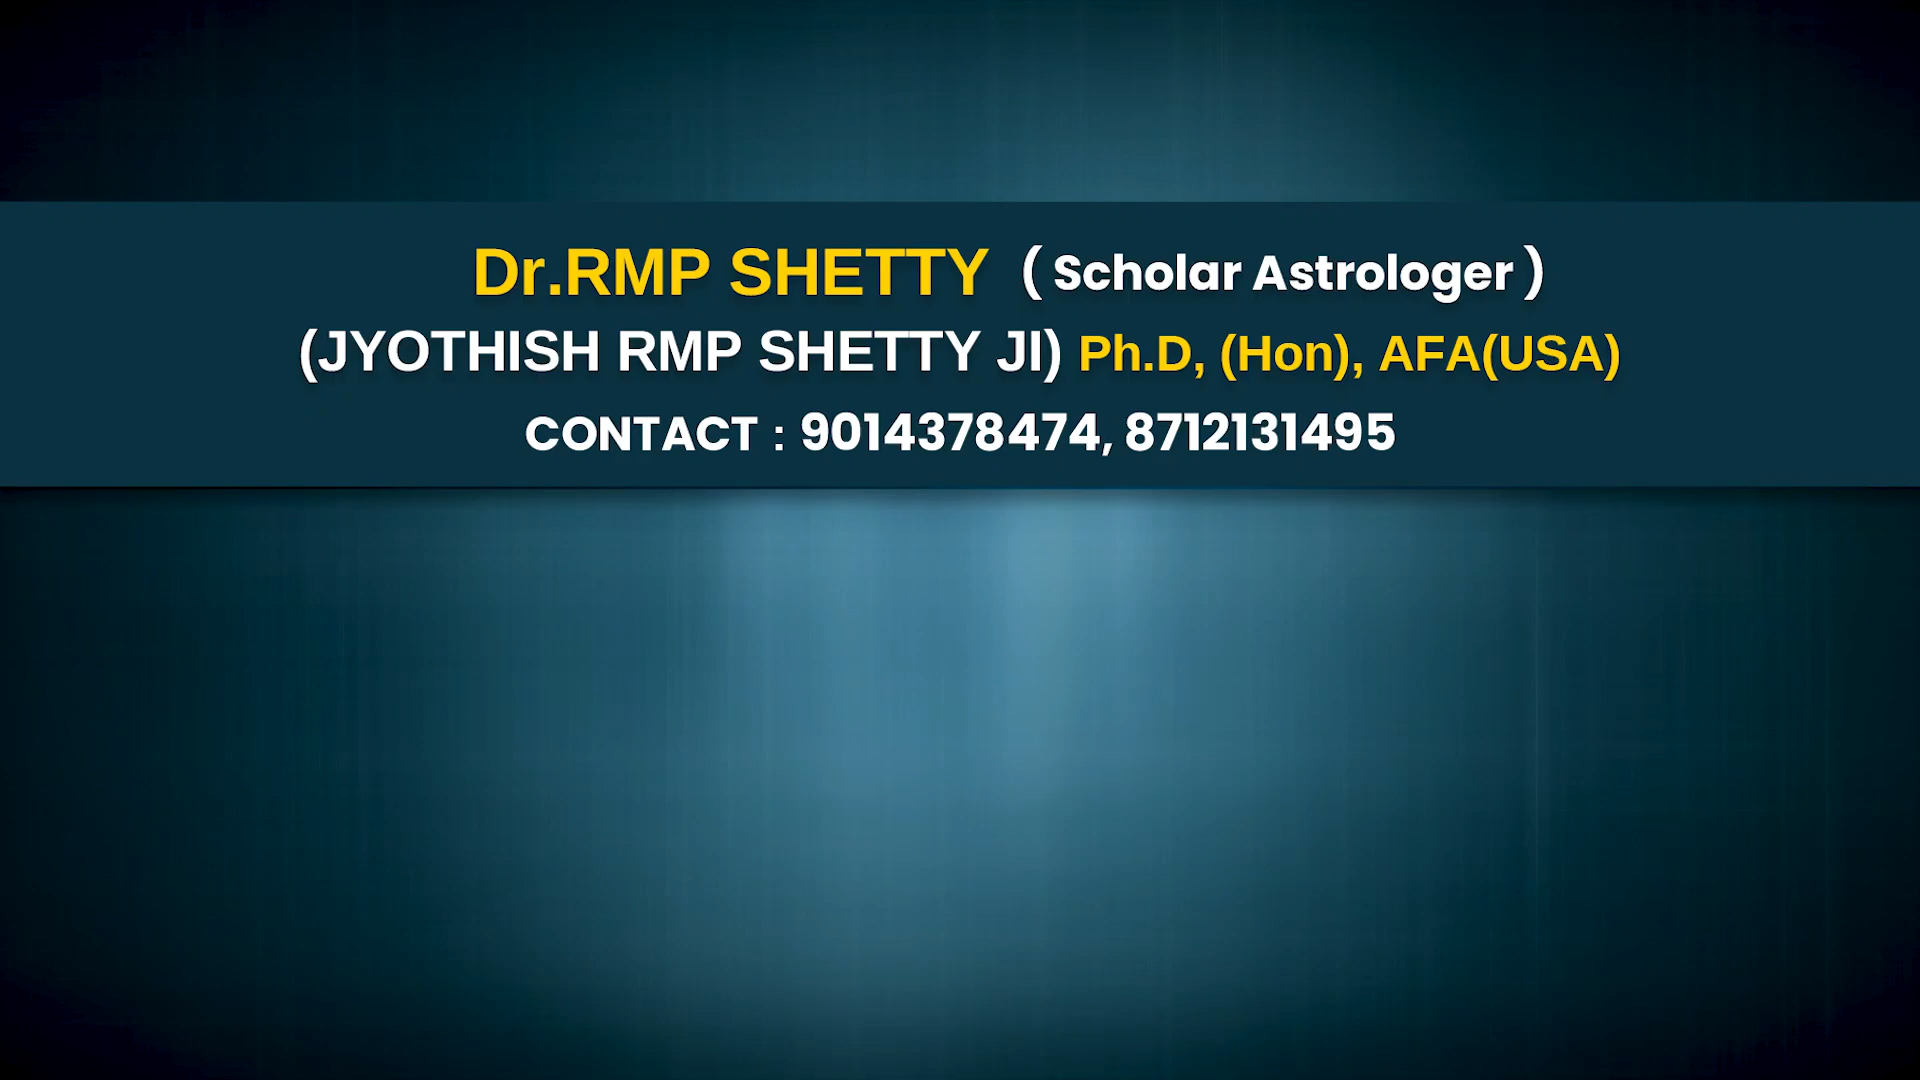 Dr.RMP SHETTY ( Scholar Astrologer )
(JYOTHISH RMP SHETTY JI) Ph.D, (Hon), AFA(USA)
CONTACT : 9014378474, 8712131495